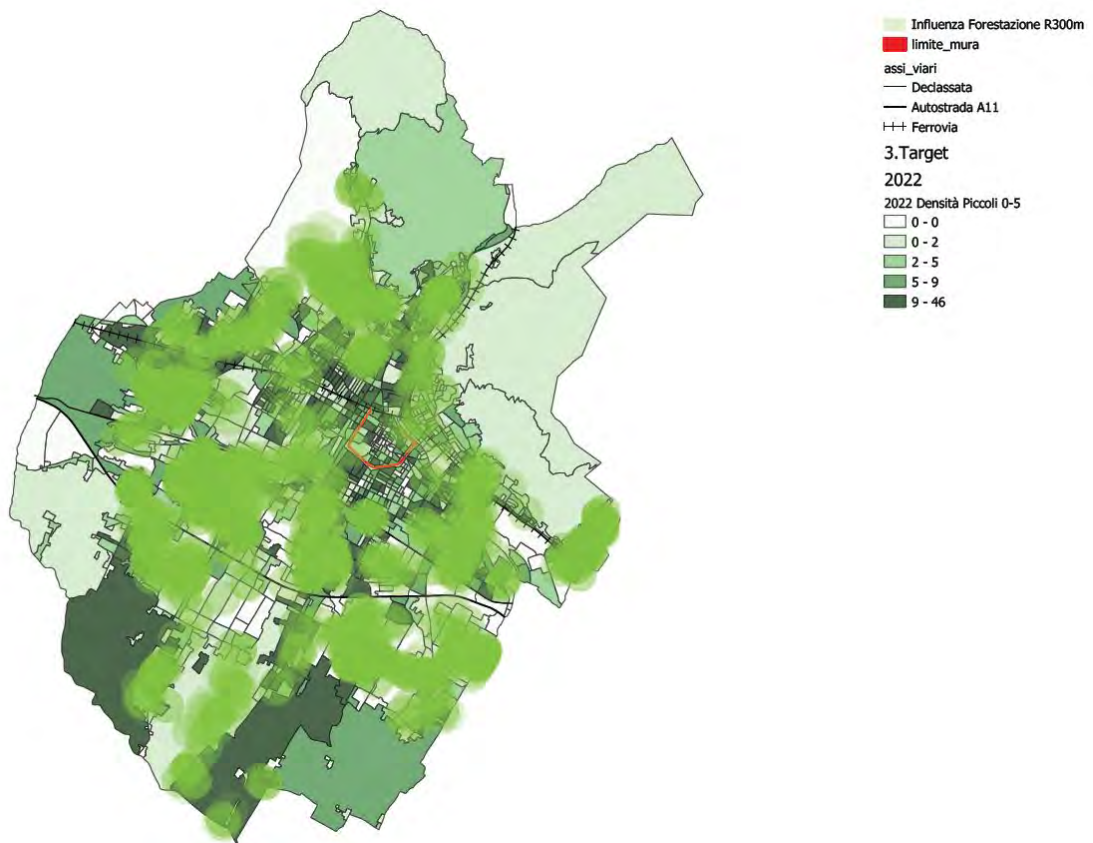 Influenza Forestazione R300m
limite_mura
assi_viari
Declassata
Autostrada A11
Ferrovia
3.Target
2022
2022 Densità Piccoli 0-5
0 - 0
0 - 2
2 - 5
5 - 9
9 - 46